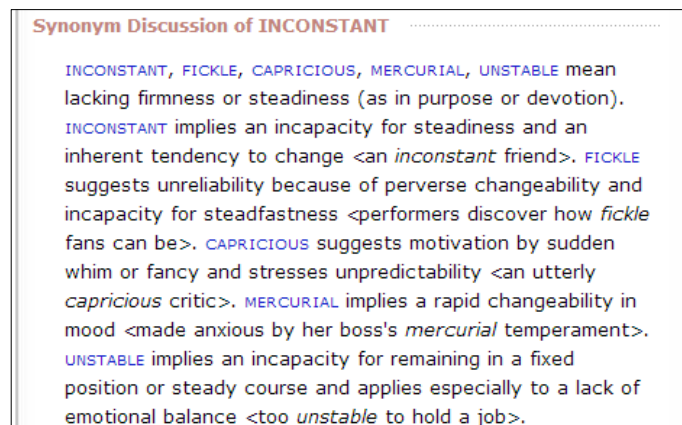 Synonym Discussion of INCONSTANT
INCONSTANT, FICKLE, CAPRICIOUS, MERCURIAL, UNSTABLE mean
lacking firmness or steadiness (as in purpose or devotion).
INCONSTANT implies an incapacity for steadiness and an
inherent tendency to change <an inconstant friend>. FICKLE
suggests unreliability because of perverse changeability and
incapacity for steadfastness <performers discover how fickle
fans can be>. CAPRICIOUS suggests motivation by sudden
whim or fancy and stresses unpredictability <an utterly
capricious critic>. MERCURIAL implies a rapid changeability in
mood <made anxious by her boss's mercurial temperament>.
UNSTABLE implies an incapacity for remaining in a fixed
position or steady course and applies especially to a lack of
emotional balance <too unstable to hold a job>.